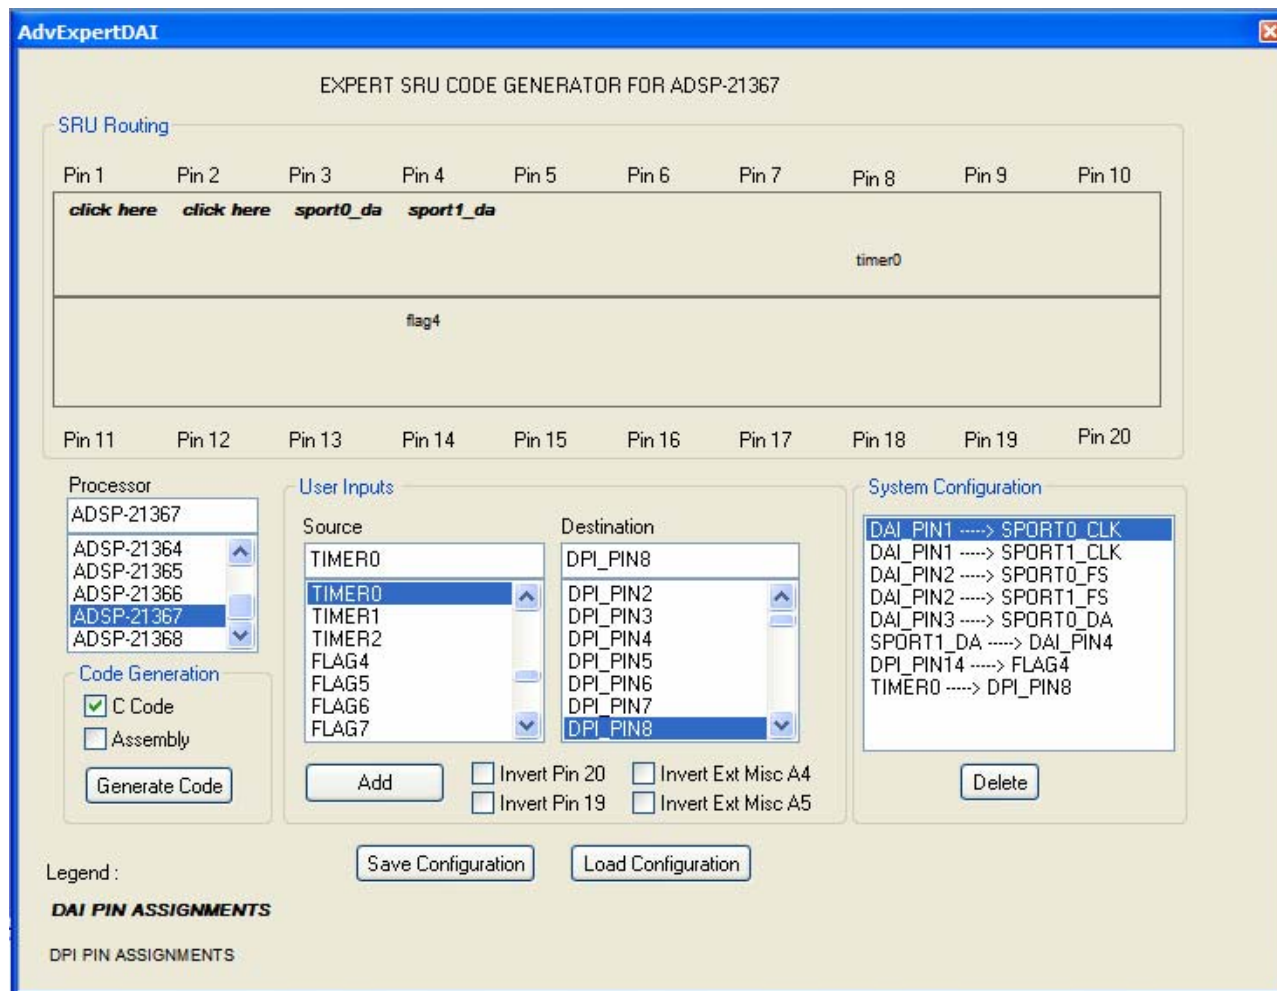 AdvExpertDAI
EXPERT SRU CODE GENERATOR FOR ADSP-21367
SRU Routing
Pin 1 Pin 2 Pin 3 Pin 4 Pin 5 Pin 6 Pin 7 Pin 8 Pin 9 Pin 10
click here click here sport0_da sport1_da
timer0
flag4
Pin 11 Pin 12 Pin 13 Pin 14 Pin 15 Pin 16 Pin 17 Pin 18 Pin 19 Pin 20
Processor
ADSP-21367
ADSP-21364
ADSP-21365
ADSP-21366
ADSP-21367
ADSP-21368
Code Generation
C Code
Assembly
Generate Code
User Inputs
Source
TIMER0
TIMER0
TIMER1
TIMER2
FLAG4
FLAG5
FLAG6
FLAG7
Destination
DPI_PIN8
DPI_PIN2
DPI_PIN3
DPI_PIN4
DPI_PIN5
DPI_PIN6
DPI_PIN7
DPI_PIN8
Add
Invert Pin 20
Invert Ext Misc A4
Invert Pin 19
Invert Ext Misc A5
System Configuration
DAI_PIN1 -----> SPORT0_CLK
DAI_PIN1 -----> SPORT1_CLK
DAI_PIN2 -----> SPORT0_FS
DAI_PIN2 -----> SPORT1_FS
DAI_PIN3 -----> SPORT0_DA
SPORT1_DA -----> DAI_PIN4
DPI_PIN14 -----> FLAG4
TIMER0 -----> DPI_PIN8
Delete
Save Configuration
Load Configuration
Legend :
DAI PIN ASSIGNMENTS
DPI PIN ASSIGNMENTS